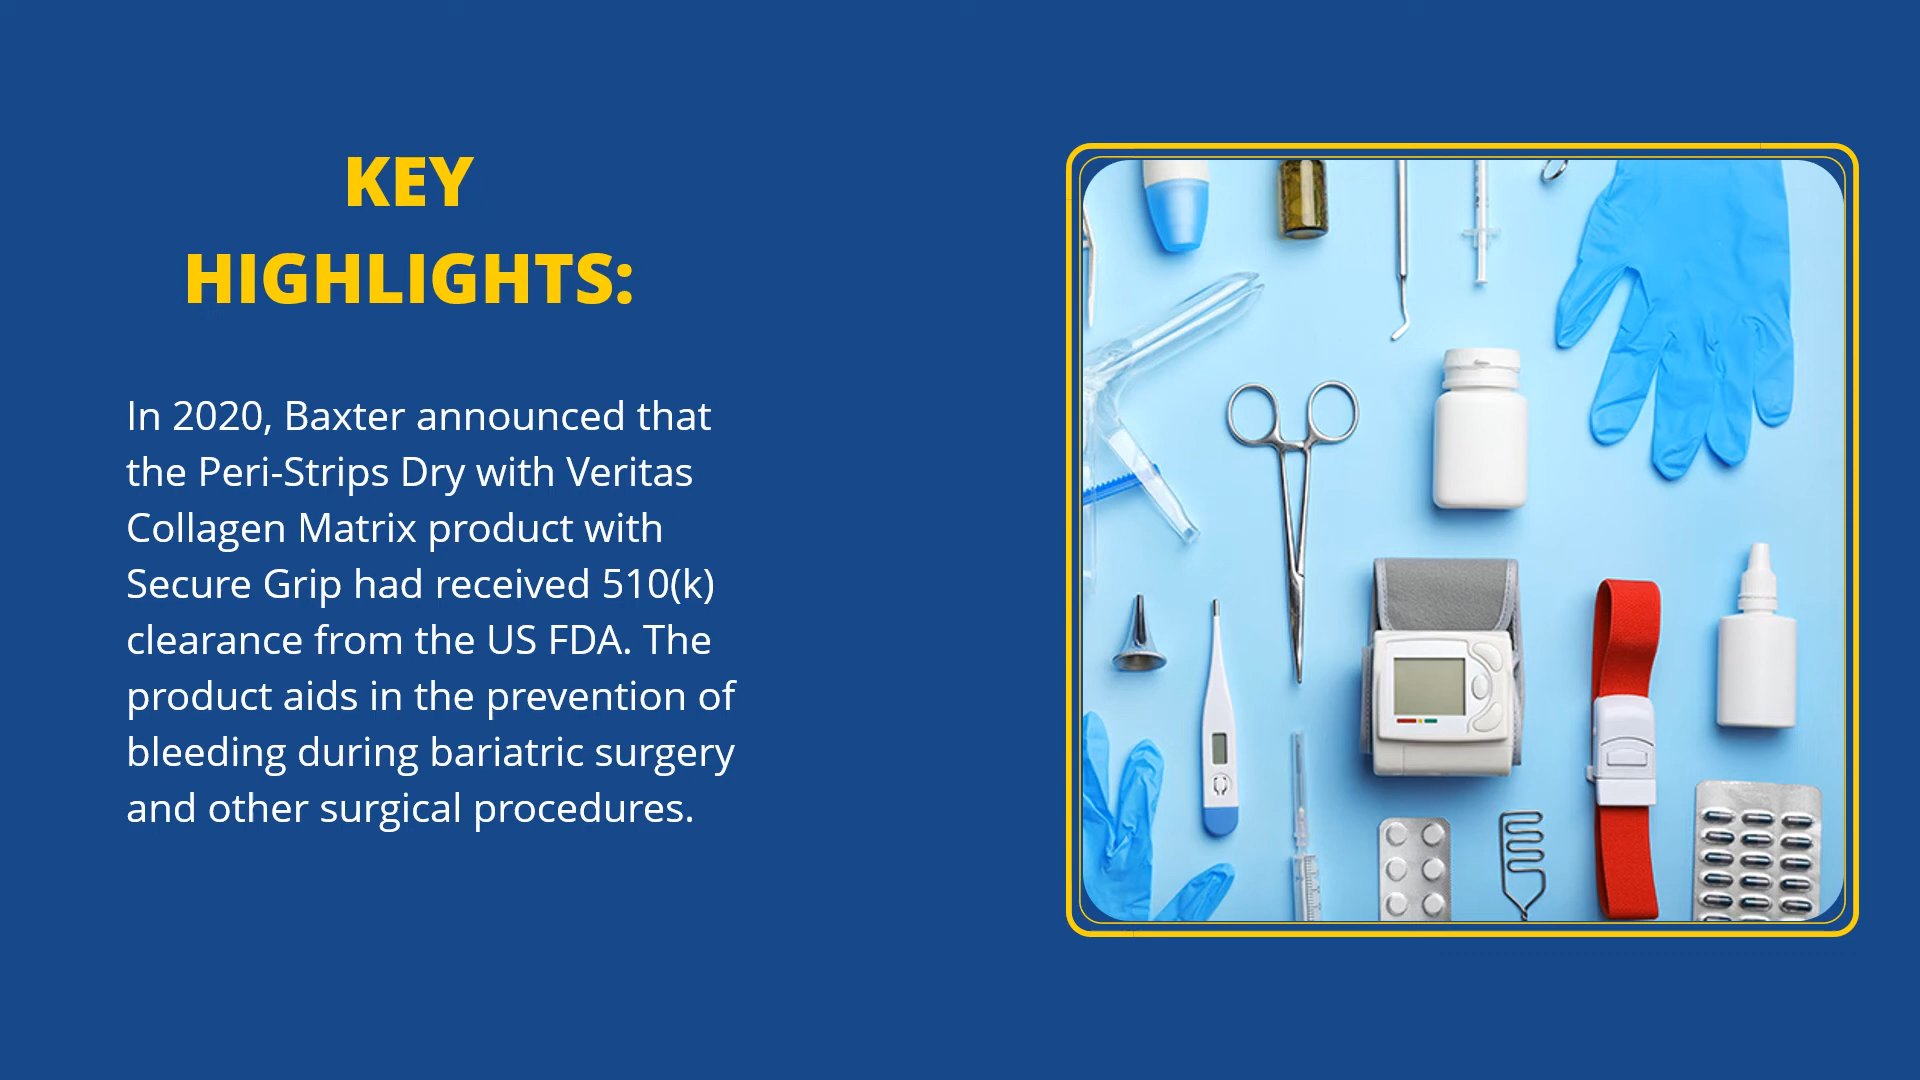 KEY
HIGHLIGHTS:
In 2020, Baxter announced that
the Peri-Strips Dry with Veritas
Collagen Matrix product with
Secure Grip had received 510(k)
clearance from the US FDA. The
product aids in the prevention of
bleeding during bariatric surgery
and other surgical procedures.